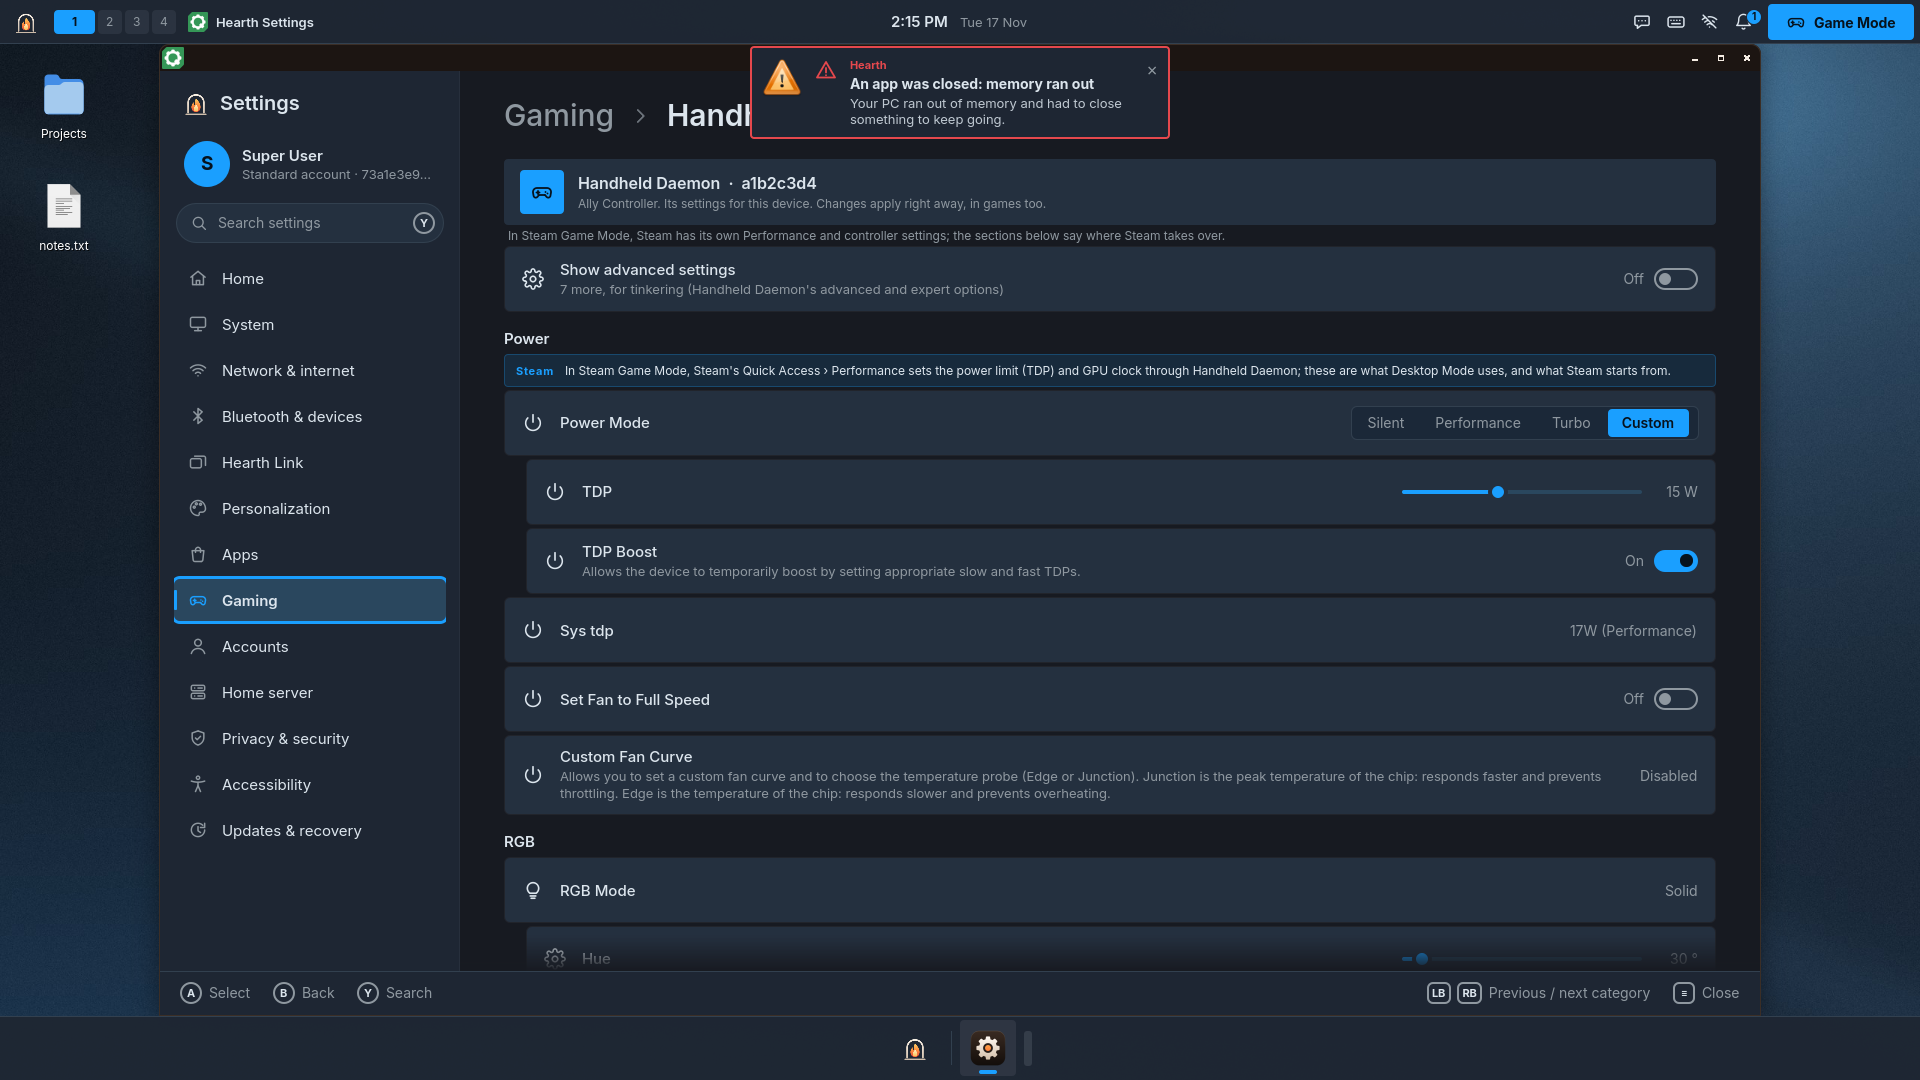 1
2
3
4
Hearth Settings
2:15 PM
Tue 17 Nov
1
Game Mode
Projects
notes.txt
Hearth
An app was closed: memory ran out
Your PC ran out of memory and had to close
something to keep going.
Settings
S
Super User
Standard account · 73a1e3e9...
Search settings
Y
Home
System
Network & internet
Bluetooth & devices
Hearth Link
Personalization
Apps
Gaming
Accounts
Home server
Privacy & security
Accessibility
Updates & recovery
Gaming
Handheld Daemon · a1b2c3d4
Ally Controller. Its settings for this device. Changes apply right away, in games too.
In Steam Game Mode, Steam has its own Performance and controller settings; the sections below say where Steam takes over.
Show advanced settings
7 more, for tinkering (Handheld Daemon's advanced and expert options)
Off
Power
Steam In Steam Game Mode, Steam's Quick Access › Performance sets the power limit (TDP) and GPU clock through Handheld Daemon; these are what Desktop Mode uses, and what Steam starts from.
Power Mode
Silent
Performance
Turbo
Custom
TDP
15 W
TDP Boost
Allows the device to temporarily boost by setting appropriate slow and fast TDPs.
On
Sys tdp
17W (Performance)
Set Fan to Full Speed
Off
Custom Fan Curve
Allows you to set a custom fan curve and to choose the temperature probe (Edge or Junction). Junction is the peak temperature of the chip: responds faster and prevents
throttling. Edge is the temperature of the chip: responds slower and prevents overheating.
Disabled
RGB
RGB Mode
Solid
Hue
30 °
A Select
B Back
Y Search
LB RB Previous / next category
Close